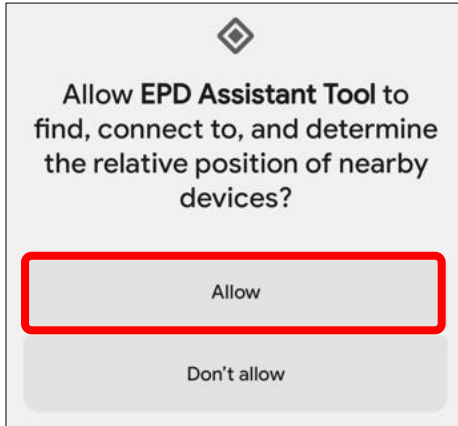 Allow EPD Assistant Tool to
find, connect to, and determine
the relative position of nearby
devices?
Allow
Don't allow